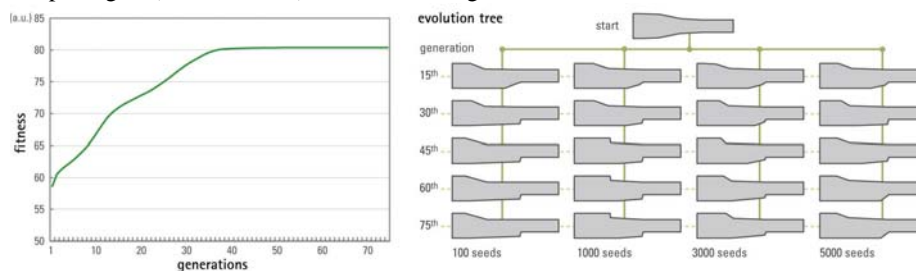 [a.u.]
85
80
75
70
65
60
55
50
fitness
1
10
20
30
40
50
60
70
generations
evolution tree
start
generation
15th
30th
45th
60th
75th
100 seeds
1000 seeds
3000 seeds
5000 seeds